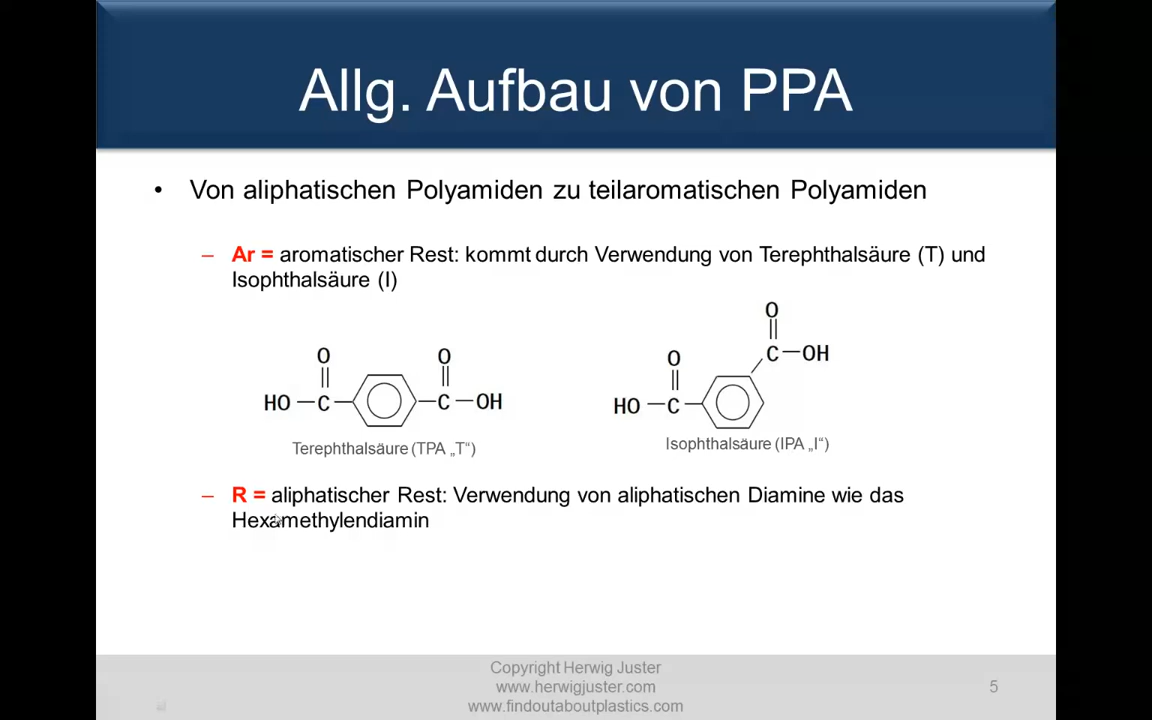 Allg. Aufbau von PPA
• Von aliphatischen Polyamiden zu teilaromatischen Polyamiden
– Ar = aromatischer Rest: kommt durch Verwendung von Terephthalsäure (T) und
Isophthalsäure (I)
O O
HO C C OH
Terephthalsäure (TPA „T“)
O
O C OH
HO C
Isophthalsäure (IPA „I“)
– R = aliphatischer Rest: Verwendung von aliphatischen Diamine wie das
Hexamethylendiamin
Copyright Herwig Juster
www.herwigjuster.com
www.findoutaboutplastics.com
5